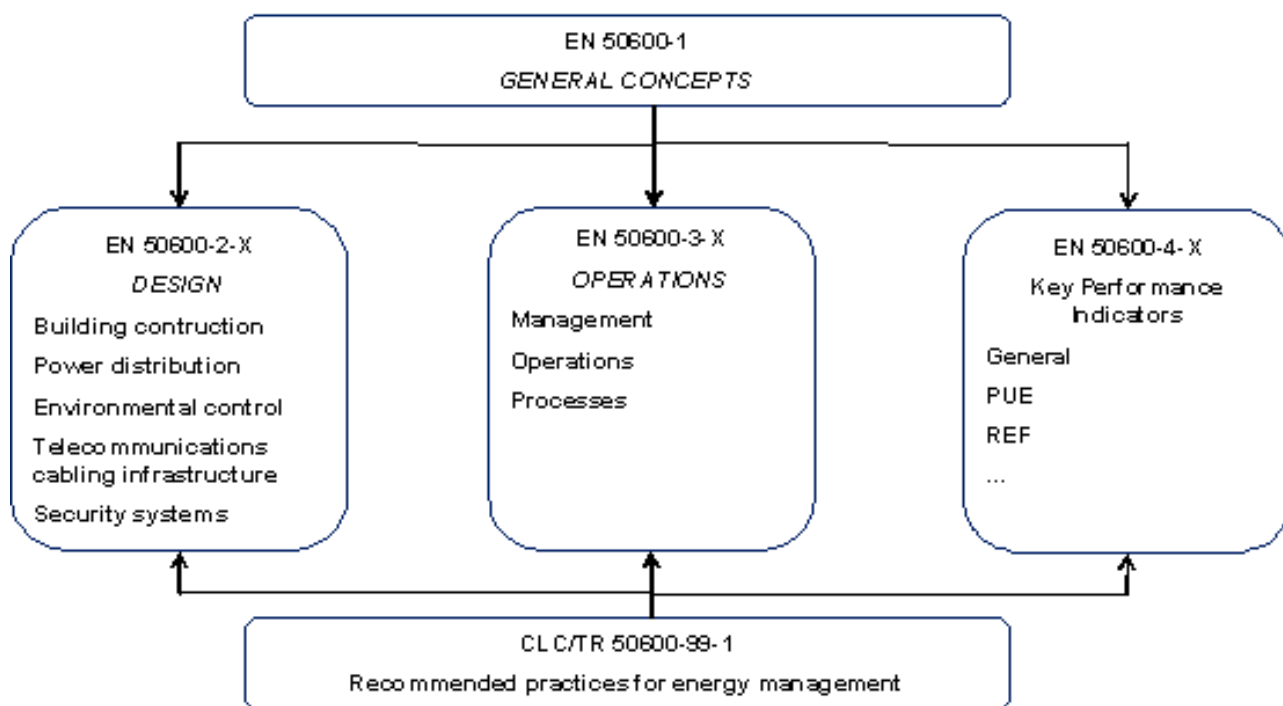 EN 50600-1
GENERAL CONCEPTS
EN 50600-2-X
DESIGN
Building contruction
Power distribution
Environmental control
Telecommunications
cabling infrastructure
Security systems
EN 50600-3-X
OPERATIONS
Management
Operations
Processes
EN 50600-4-X
Key Performance
Indicators
General
PUE
REF
...
CLC/TR 50600-99-1
Recommended practices for energy management